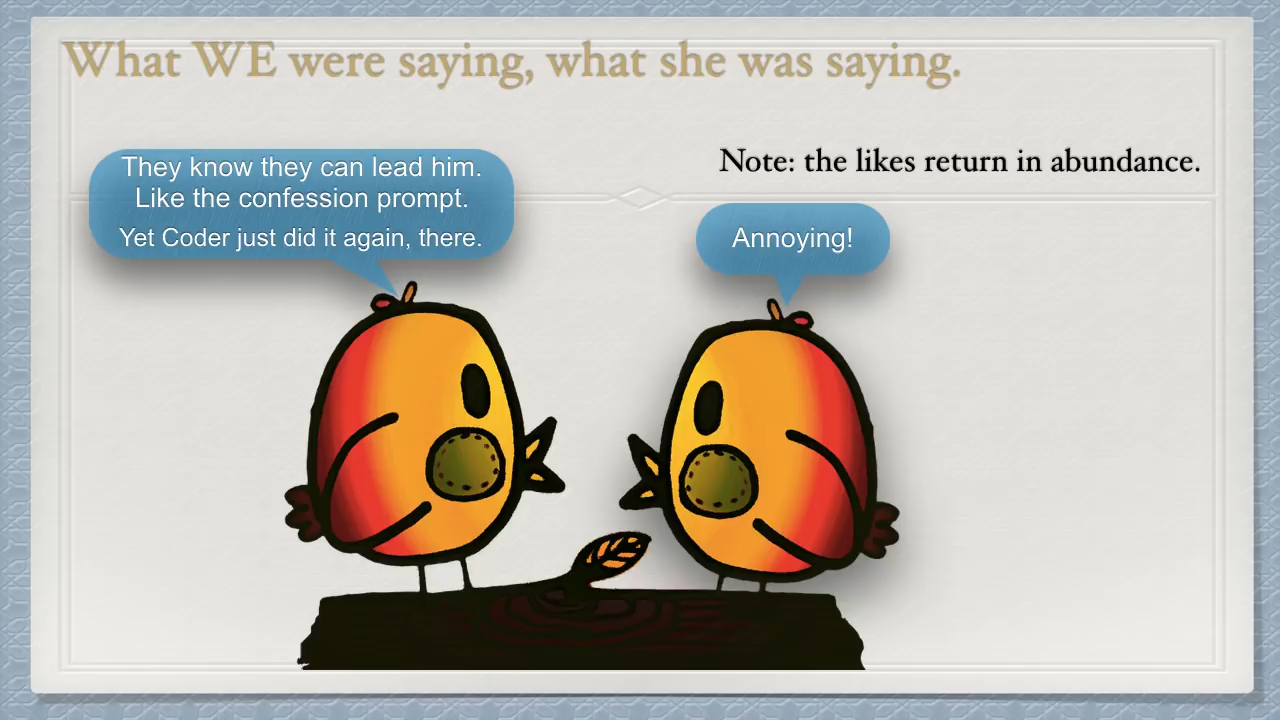 What WE were saying, what she was saying.
Note: the likes return in abundance.
They know they can lead him.
Like the confession prompt.
Yet Coder just did it again, there.
Annoying!